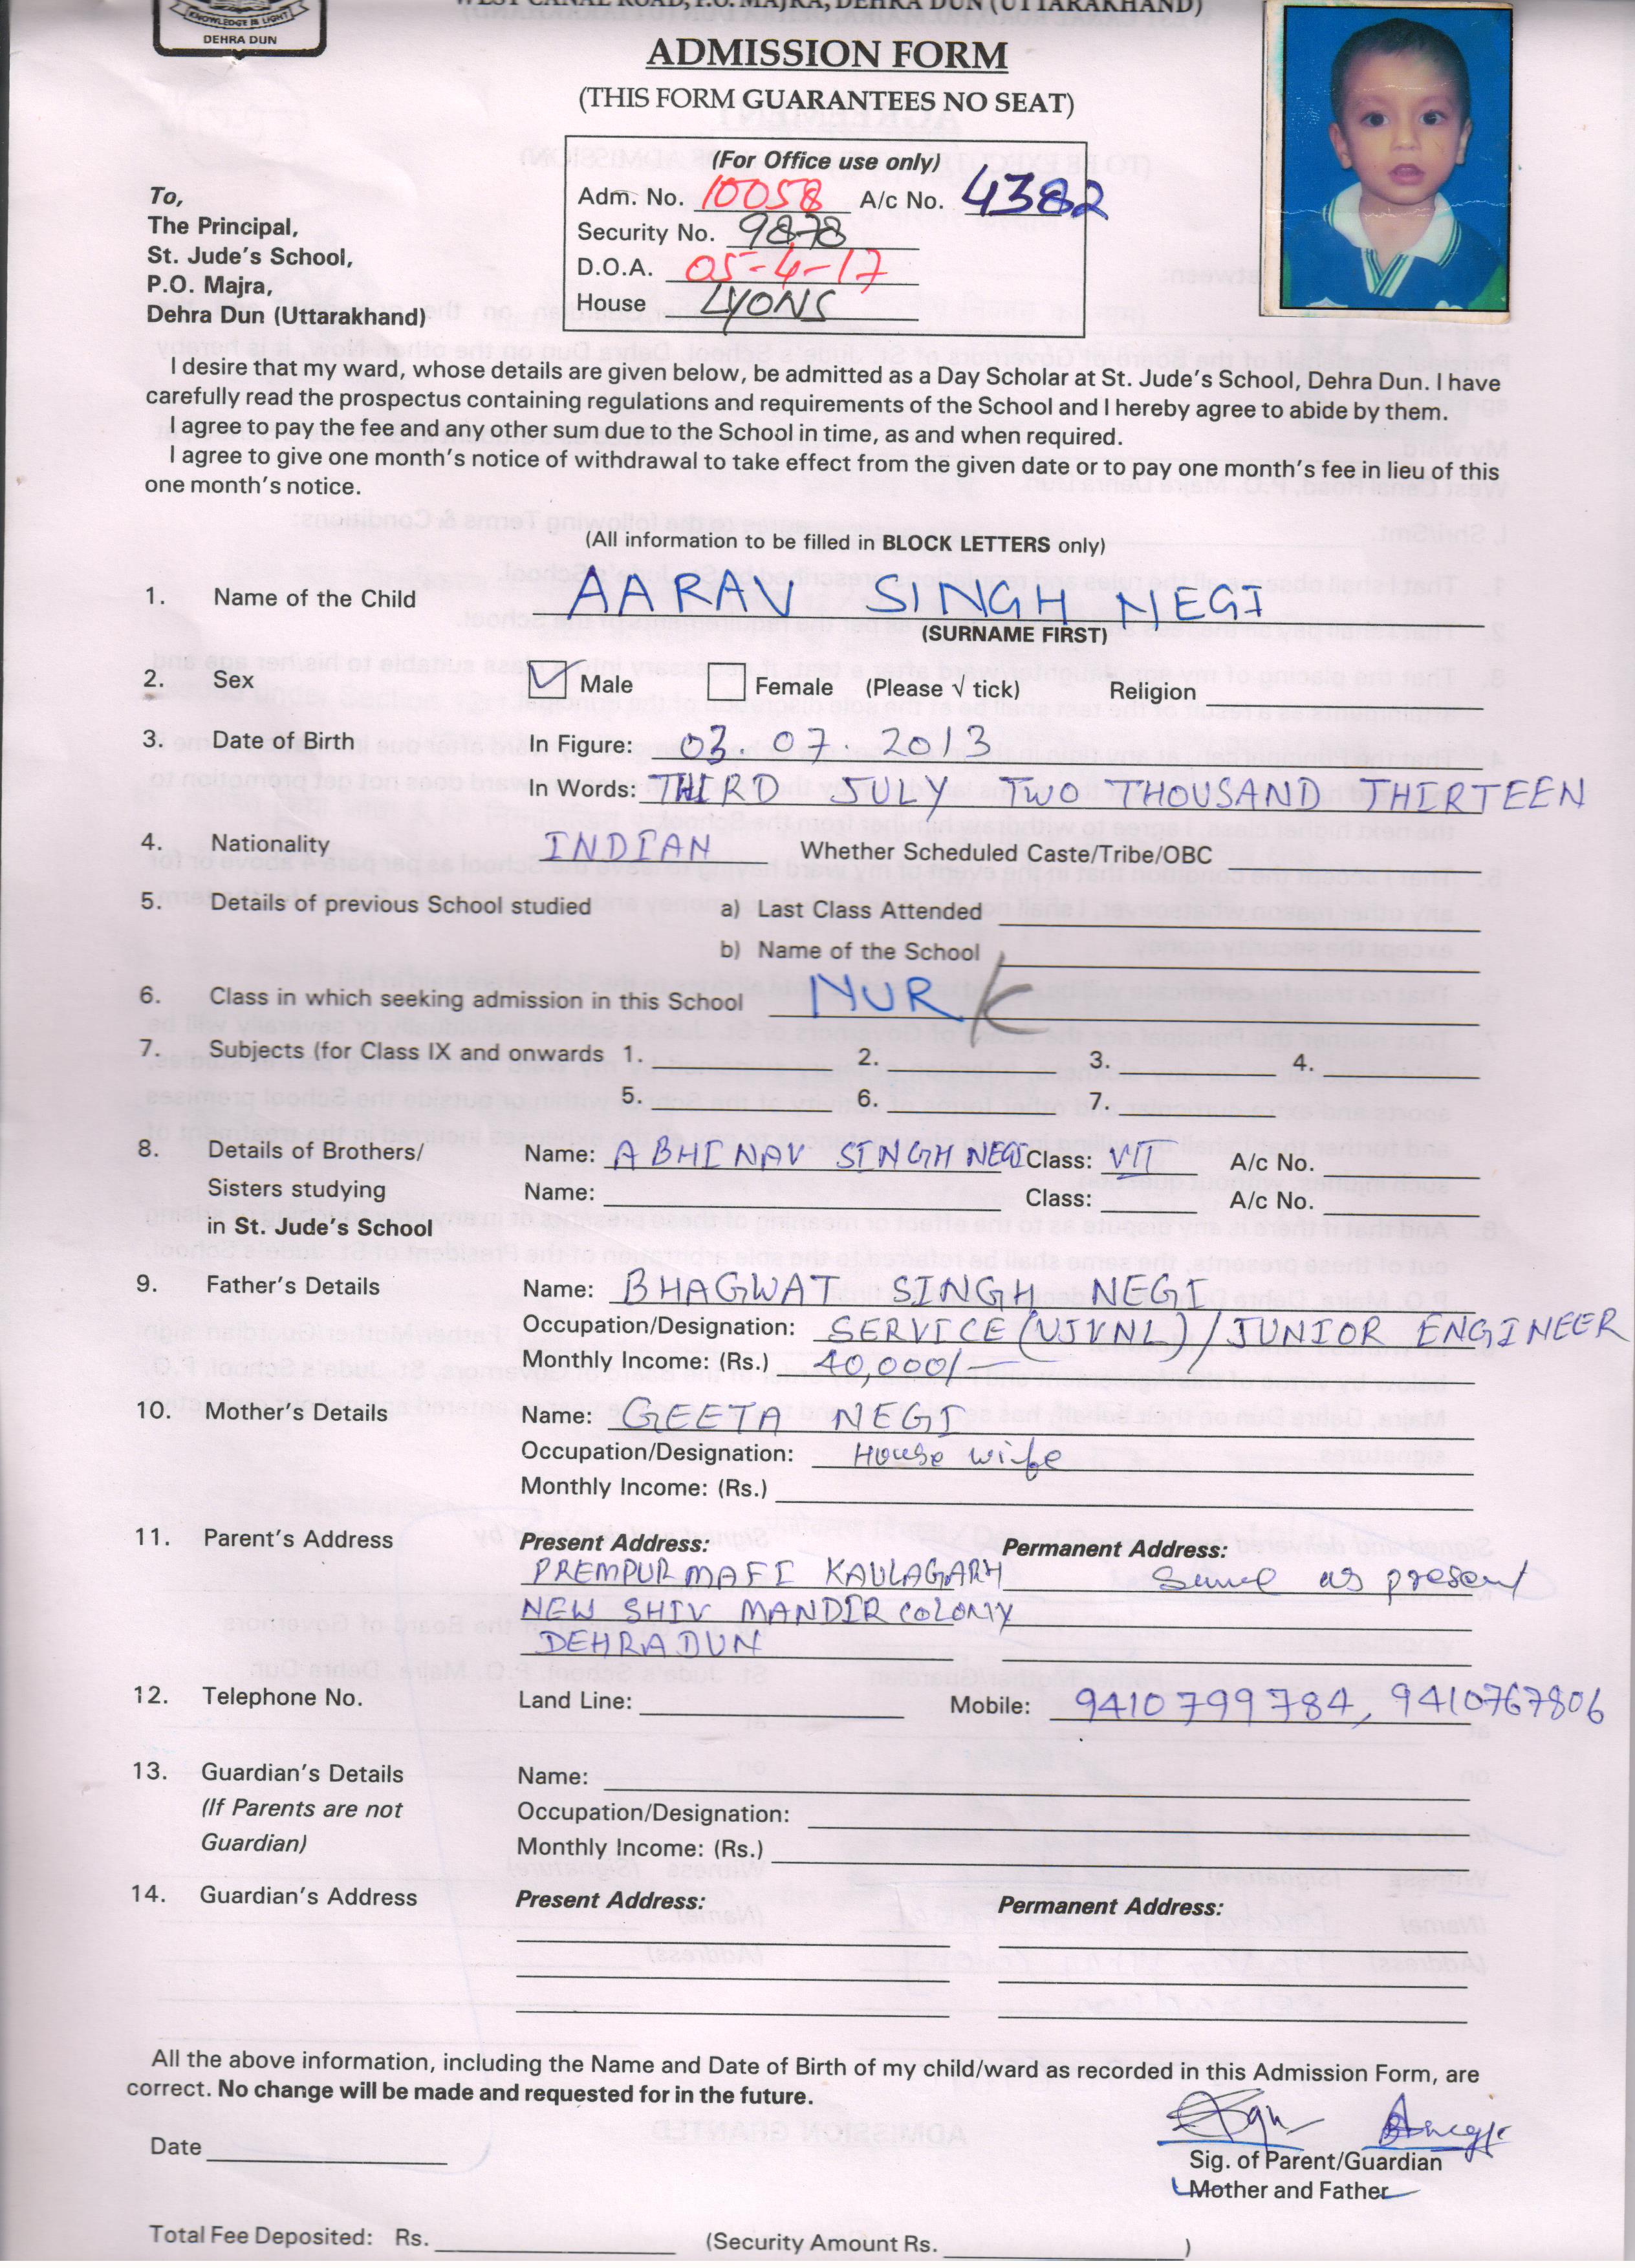 KNOWLEDGE IS LIGHT
DEHRA DUN
WEST CANAL ROAD, P.O. MAJRA, DEHRA DUN (UTTARAKHAND)
ADMISSION FORM
(THIS FORM GUARANTEES NO SEAT)
(For Office use only)
Adm. No. 10058 A/c No. 4382
Security No. 9878
D.O.A. 05-4-17
House LYONS
To,
The Principal,
St. Jude's School,
P.O. Majra,
Dehra Dun (Uttarakhand)
I desire that my ward, whose details are given below, be admitted as a Day Scholar at St. Jude's School, Dehra Dun. I have
carefully read the prospectus containing regulations and requirements of the School and I hereby agree to abide by them.
I agree to pay the fee and any other sum due to the School in time, as and when required.
I agree to give one month's notice of withdrawal to take effect from the given date or to pay one month's fee in lieu of this
one month's notice.
(All information to be filled in BLOCK LETTERS only)
1. Name of the Child AARAV SINGH NEGI
(SURNAME FIRST)
2. Sex Male Female (Please √ tick) Religion
3. Date of Birth In Figure: 03.07.2013
In Words: THIRD JULY TWO THOUSAND THIRTEEN
4. Nationality INDIAN Whether Scheduled Caste/Tribe/OBC
5. Details of previous School studied a) Last Class Attended
b) Name of the School
6. Class in which seeking admission in this School NUR K
7. Subjects (for Class IX and onwards 1. 2. 3. 4.
5. 6. 7.
8. Details of Brothers/ Name: ABHINAV SINGH NEGI Class: VII A/c No.
Sisters studying Name: Class: A/c No.
in St. Jude's School
9. Father's Details Name: BHAGWAT SINGH NEGI
Occupation/Designation: SERVICE (UJVNL) / JUNIOR ENGINEER
Monthly Income: (Rs.) 40,000/-
10. Mother's Details Name: GEETA NEGI
Occupation/Designation: House wife
Monthly Income: (Rs.)
11. Parent's Address Present Address: Permanent Address:
PREMPUR MAFI KAULAGARH Same as present
NEW SHIV MANDIR COLONY
DEHRADUN
12. Telephone No. Land Line: Mobile: 9410799784, 9410767806
13. Guardian's Details Name:
(If Parents are not Occupation/Designation:
Guardian) Monthly Income: (Rs.)
14. Guardian's Address Present Address: Permanent Address:
All the above information, including the Name and Date of Birth of my child/ward as recorded in this Admission Form, are
correct. No change will be made and requested for in the future.
Date
Sig. of Parent/Guardian
Mother and Father
Total Fee Deposited: Rs. (Security Amount Rs. )